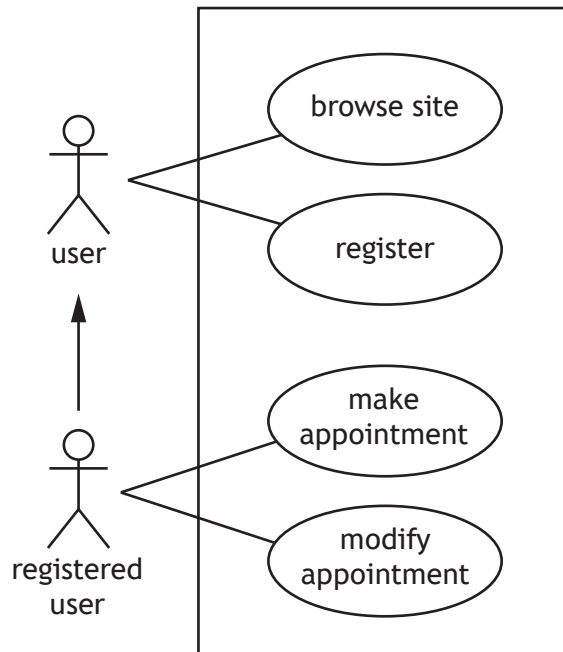 browse site
user
register
make
appointment
registered
user
modify
appointment